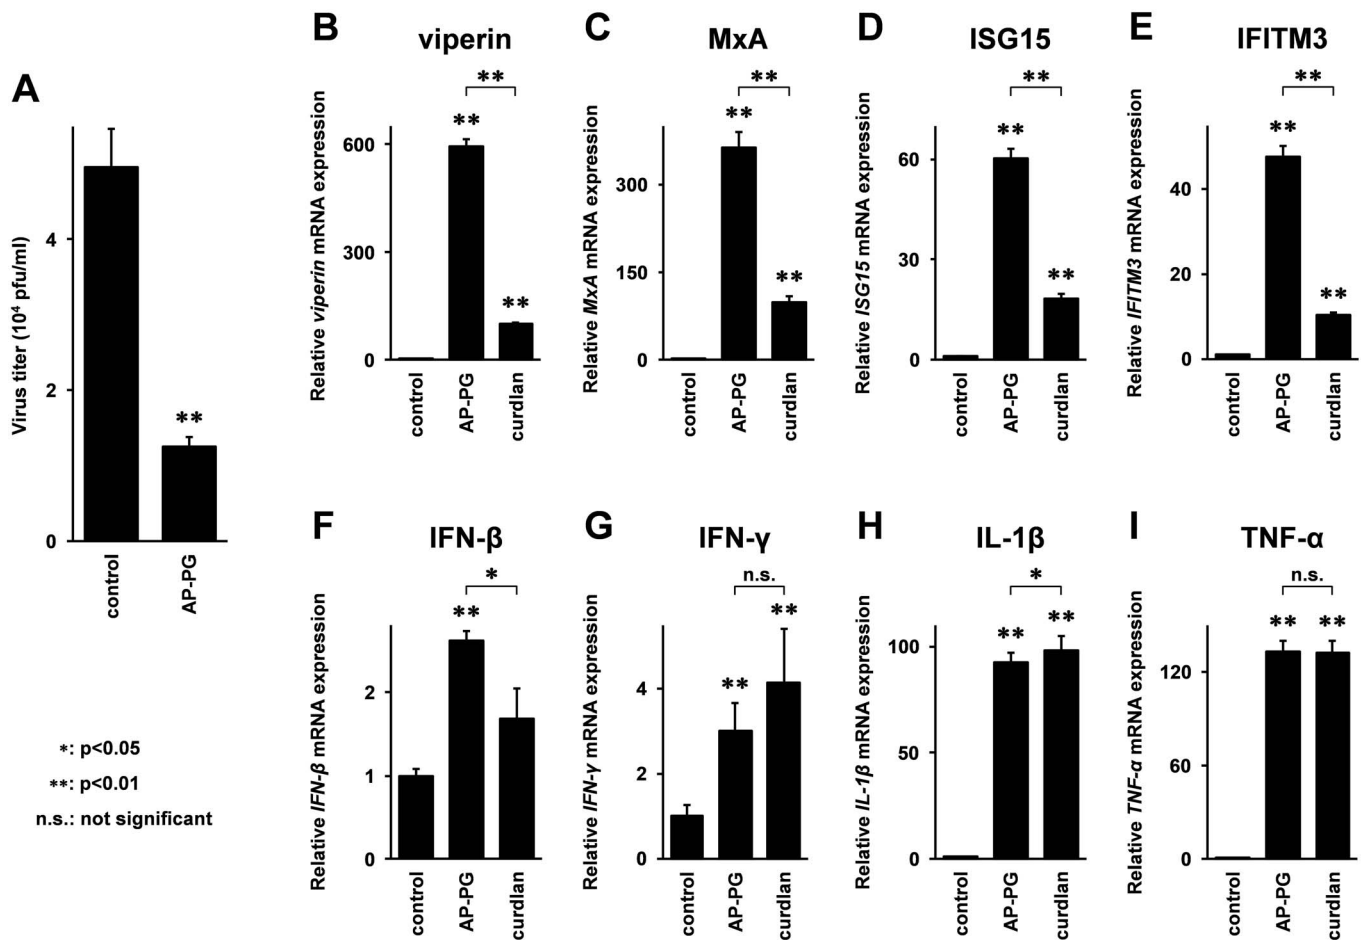 A
Virus titer (10⁴ pfu/ml)
4
2
0
control
AP-PG
**
B
viperin
**
Relative viperin mRNA expression
600
300
0
**
**
control
AP-PG
curdlan
C
MxA
**
Relative MxA mRNA expression
300
150
0
**
**
control
AP-PG
curdlan
D
ISG15
**
Relative ISG15 mRNA expression
60
30
0
**
**
control
AP-PG
curdlan
E
IFITM3
**
Relative IFITM3 mRNA expression
40
20
0
**
**
control
AP-PG
curdlan
F
IFN-β
*
Relative IFN-β mRNA expression
2
1
0
**
control
AP-PG
curdlan
G
IFN-γ
n.s.
Relative IFN-γ mRNA expression
4
2
0
**
**
control
AP-PG
curdlan
H
IL-1β
*
Relative IL-1β mRNA expression
100
50
0
**
**
control
AP-PG
curdlan
I
TNF-α
n.s.
Relative TNF-α mRNA expression
120
60
0
**
**
control
AP-PG
curdlan
*: p<0.05
**: p<0.01
n.s.: not significant